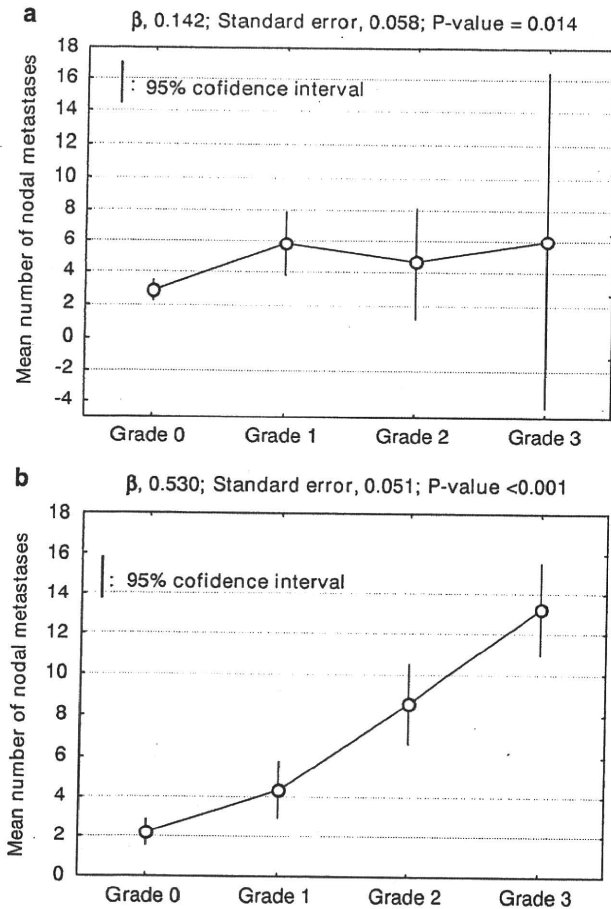 a
β, 0.142; Standard error, 0.058; P-value = 0.014
Mean number of nodal metastases
18
16
14
12
10
8
6
4
2
0
-2
-4
: 95% cofidence interval
Grade 0 Grade 1 Grade 2 Grade 3
b
β, 0.530; Standard error, 0.051; P-value <0.001
Mean number of nodal metastases
18
16
14
12
10
8
6
4
2
0
: 95% cofidence interval
Grade 0 Grade 1 Grade 2 Grade 3